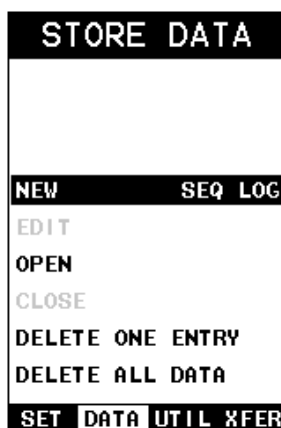 STORE DATA
NEW SEQ LOG
EDIT
OPEN
CLOSE
DELETE ONE ENTRY
DELETE ALL DATA
SET DATA UTIL XFER